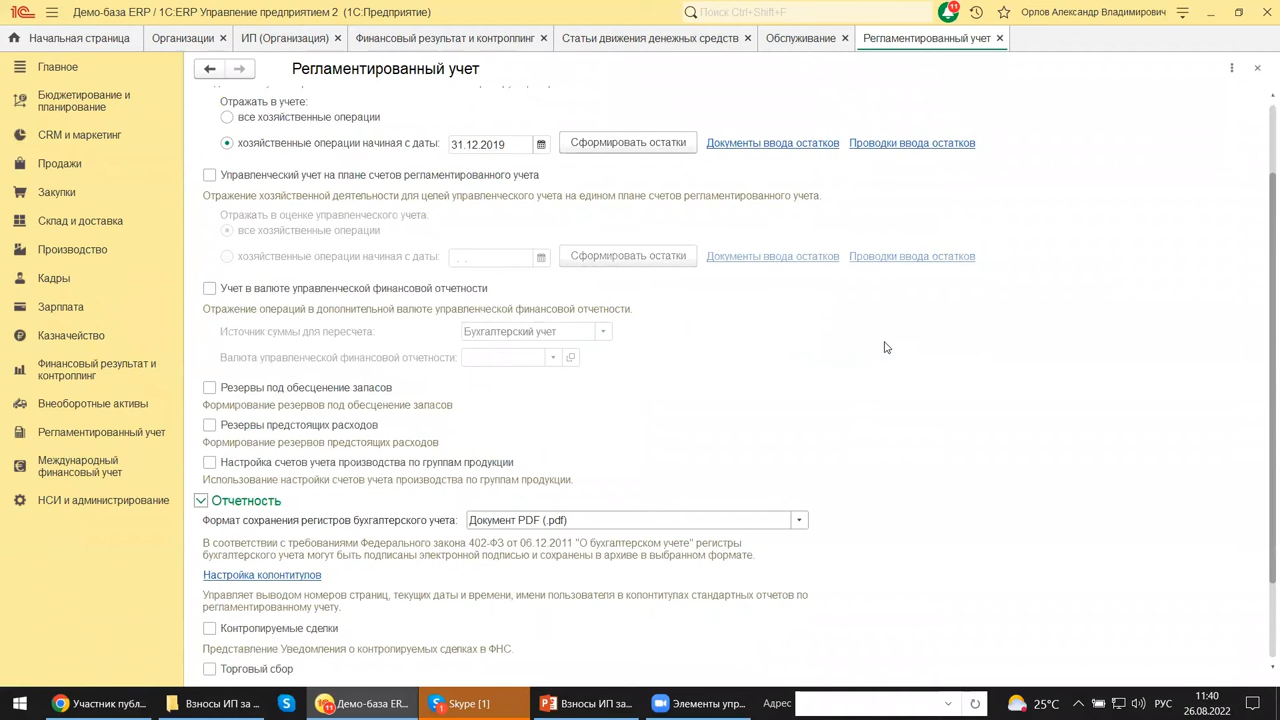 Демо-база ERP / 1С:ERP Управление предприятием 2 (1С:Предприятие)
Поиск Ctrl+Shift+F
11
Орлов Александр Владимирович
Начальная страница
Организации
ИП (Организация)
Финансовый результат и контроллинг
Статьи движения денежных средств
Обслуживание
Регламентированный учет
Главное
Бюджетирование и
планирование
CRM и маркетинг
Продажи
Закупки
Склад и доставка
Производство
Кадры
Зарплата
Казначейство
Финансовый результат и
контроллинг
Внеоборотные активы
Регламентированный учет
Международный
финансовый учет
НСИ и администрирование
Регламентированный учет
Отражать в учете:
все хозяйственные операции
хозяйственные операции начиная с даты: 31.12.2019 Сформировать остатки Документы ввода остатков Проводки ввода остатков
Управленческий учет на плане счетов регламентированного учета
Отражение хозяйственной деятельности для целей управленческого учета на едином плане счетов регламентированного учета.
Отражать в оценке управленческого учета.
все хозяйственные операции
хозяйственные операции начиная с даты: . . Сформировать остатки Документы ввода остатков Проводки ввода остатков
Учет в валюте управленческой финансовой отчетности
Отражение операций в дополнительной валюте управленческой финансовой отчетности.
Источник суммы для пересчета: Бухгалтерский учет
Валюта управленческой финансовой отчетности:
Резервы под обесценение запасов
Формирование резервов под обесценение запасов
Резервы предстоящих расходов
Формирование резервов предстоящих расходов
Настройка счетов учета производства по группам продукции
Использование настройки счетов учета производства по группам продукции.
Отчетность
Формат сохранения регистров бухгалтерского учета: Документ PDF (.pdf)
В соответствии с требованиями Федерального закона 402-ФЗ от 06.12.2011 "О бухгалтерском учете" регистры
бухгалтерского учета могут быть подписаны электронной подписью и сохранены в архиве в выбранном формате.
Настройка колонтитулов
Управляет выводом номеров страниц, текущих даты и времени, имени пользователя в колонтитулах стандартных отчетов по
регламентированному учету.
Контролируемые сделки
Представление Уведомления о контролируемых сделках в ФНС.
Торговый сбор
Участник публ...
Взносы ИП за ...
Демо-база ER...
Skype [1]
Взносы ИП за...
Элементы упр...
Адрес
25°C
РУС
11:40
26.08.2022